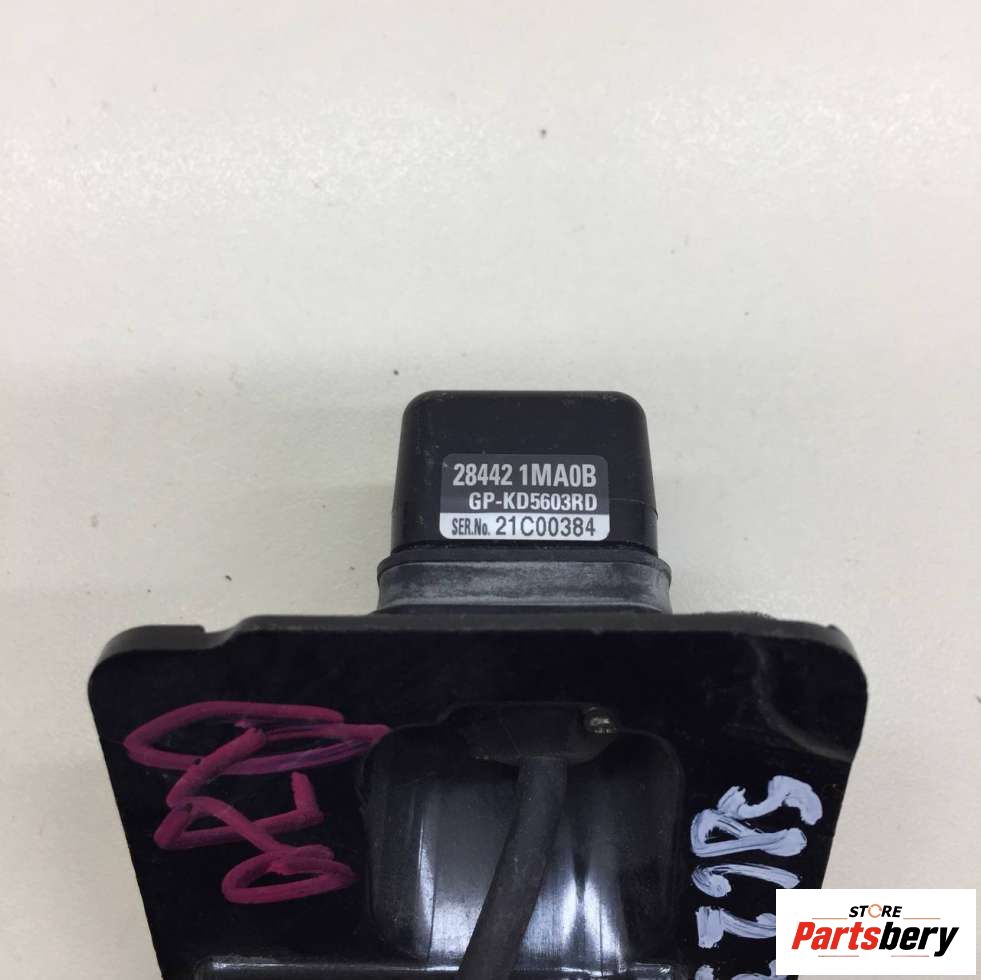 28442 1MA0B
GP-KD5603RD
SER.No. 21C00384
STORE
Partsbery